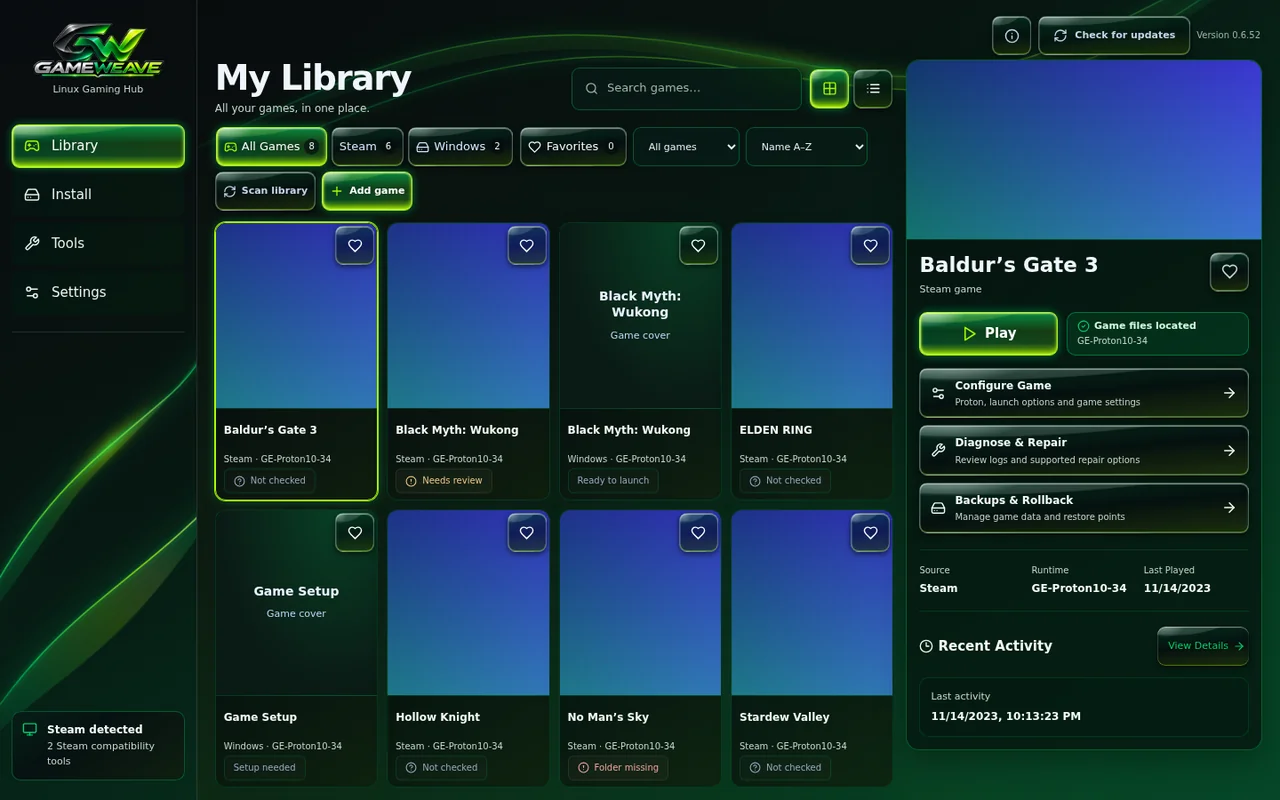 GW
GAMEWEAVE
Linux Gaming Hub
Library
Install
Tools
Settings
Steam detected
2 Steam compatibility
tools
Check for updates
Version 0.6.52
My Library
All your games, in one place.
Search games...
All Games 8
Steam 6
Windows 2
Favorites 0
All games
Name A–Z
Scan library
Add game
Baldur’s Gate 3
Steam · GE-Proton10-34
Not checked
Black Myth: Wukong
Steam · GE-Proton10-34
Needs review
Black Myth:
Wukong
Game cover
Black Myth: Wukong
Windows · GE-Proton10-34
Ready to launch
ELDEN RING
Steam · GE-Proton10-34
Not checked
Game Setup
Game cover
Game Setup
Windows · GE-Proton10-34
Setup needed
Hollow Knight
Steam · GE-Proton10-34
Not checked
No Man’s Sky
Steam · GE-Proton10-34
Folder missing
Stardew Valley
Steam · GE-Proton10-34
Not checked
Baldur’s Gate 3
Steam game
Play
Game files located
GE-Proton10-34
Configure Game
Proton, launch options and game settings
Diagnose & Repair
Review logs and supported repair options
Backups & Rollback
Manage game data and restore points
Source
Steam
Runtime
GE-Proton10-34
Last Played
11/14/2023
Recent Activity
View Details
Last activity
11/14/2023, 10:13:23 PM